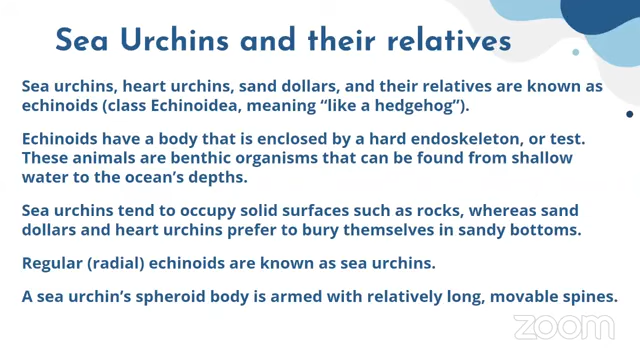 Sea Urchins and their relatives
Sea urchins, heart urchins, sand dollars, and their relatives are known as
echinoids (class Echinoidea, meaning “like a hedgehog”).
Echinoids have a body that is enclosed by a hard endoskeleton, or test.
These animals are benthic organisms that can be found from shallow
water to the ocean’s depths.
Sea urchins tend to occupy solid surfaces such as rocks, whereas sand
dollars and heart urchins prefer to bury themselves in sandy bottoms.
Regular (radial) echinoids are known as sea urchins.
A sea urchin’s spheroid body is armed with relatively long, movable spines.
zoom